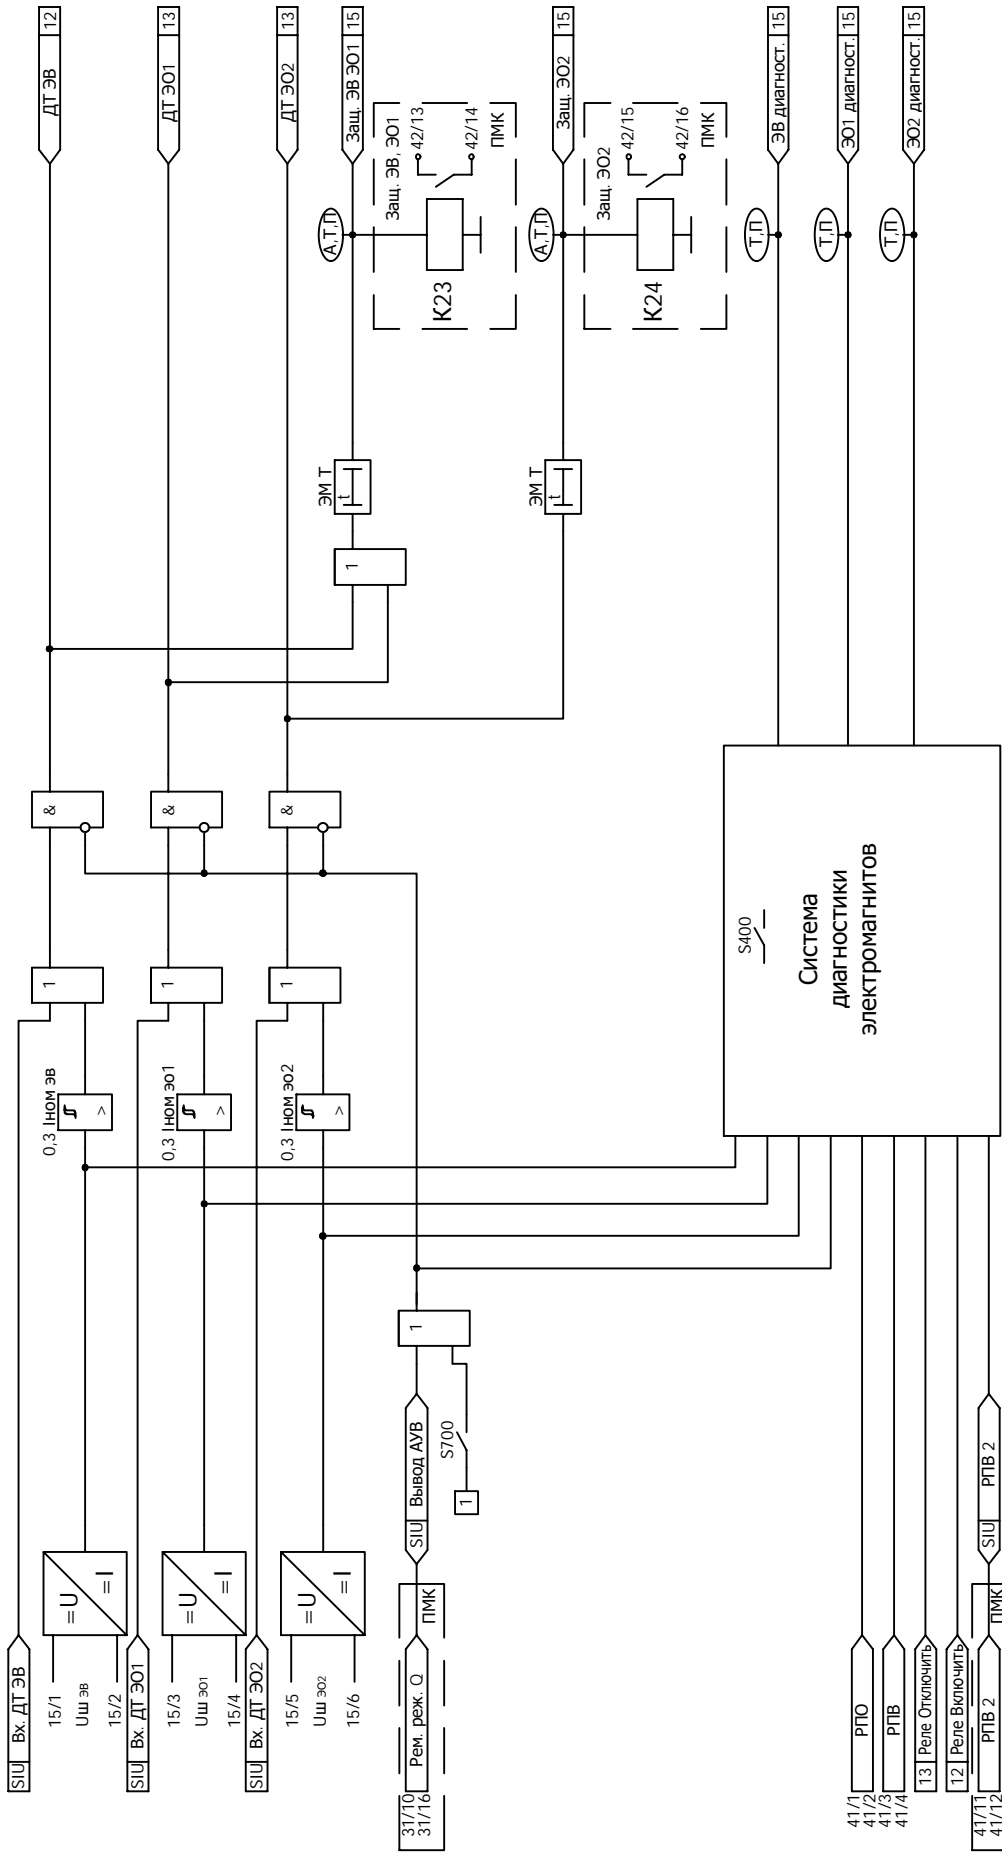 SIU Вх. ДТ ЭВ
15/1
Uш эв
15/2
=U
=I
0,3 Iном эв
>
1
&
ДТ ЭВ 12
SIU Вх. ДТ ЭО1
15/3
Uш эо1
15/4
=U
=I
0,3 Iном эо1
>
1
&
ДТ ЭО1 13
SIU Вх. ДТ ЭО2
15/5
Uш эо2
15/6
=U
=I
0,3 Iном эо2
>
1
&
ДТ ЭО2 13
1
ЭМ Т
t
А,Т,П
Защ. ЭВ ЭО1 15
Защ. ЭВ, ЭО1
42/13
42/14
К23
ПМК
31/10
31/16
Рем. реж. Q
ПМК
SIU Вывод АУВ
1
S700
1
ЭМ Т
t
А,Т,П
Защ. ЭО2 15
Защ. ЭО2
42/15
42/16
К24
ПМК
S400
Система
диагностики
электромагнитов
Т,П
ЭВ диагност. 15
Т,П
ЭО1 диагност. 15
Т,П
ЭО2 диагност. 15
41/1
41/2
РПО
41/3
41/4
РПВ
13 Реле Отключить
12 Реле Включить
41/11
41/12
РПВ 2
ПМК
SIU РПВ 2